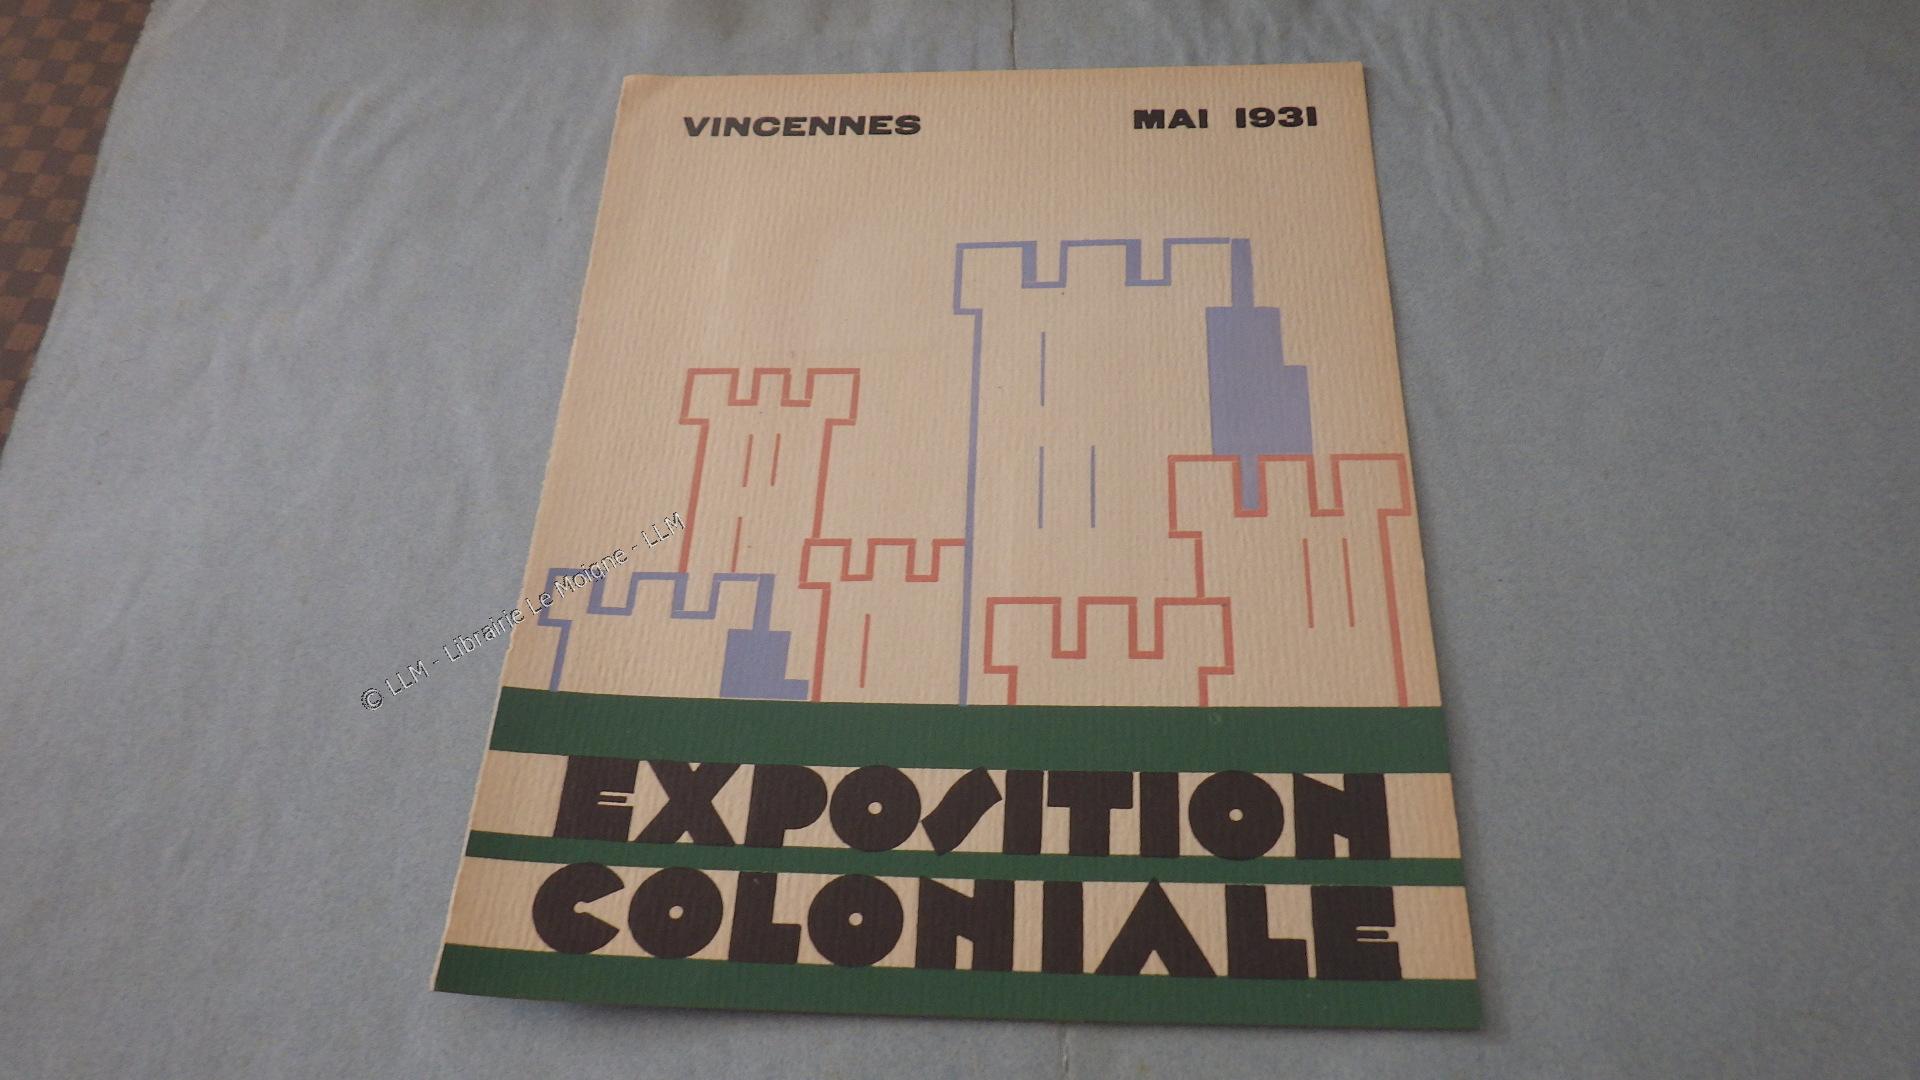 VINCENNES MAI 1931
© LLM - Librairie Le Moigne - LLM
EXPOSITION
COLONIALE